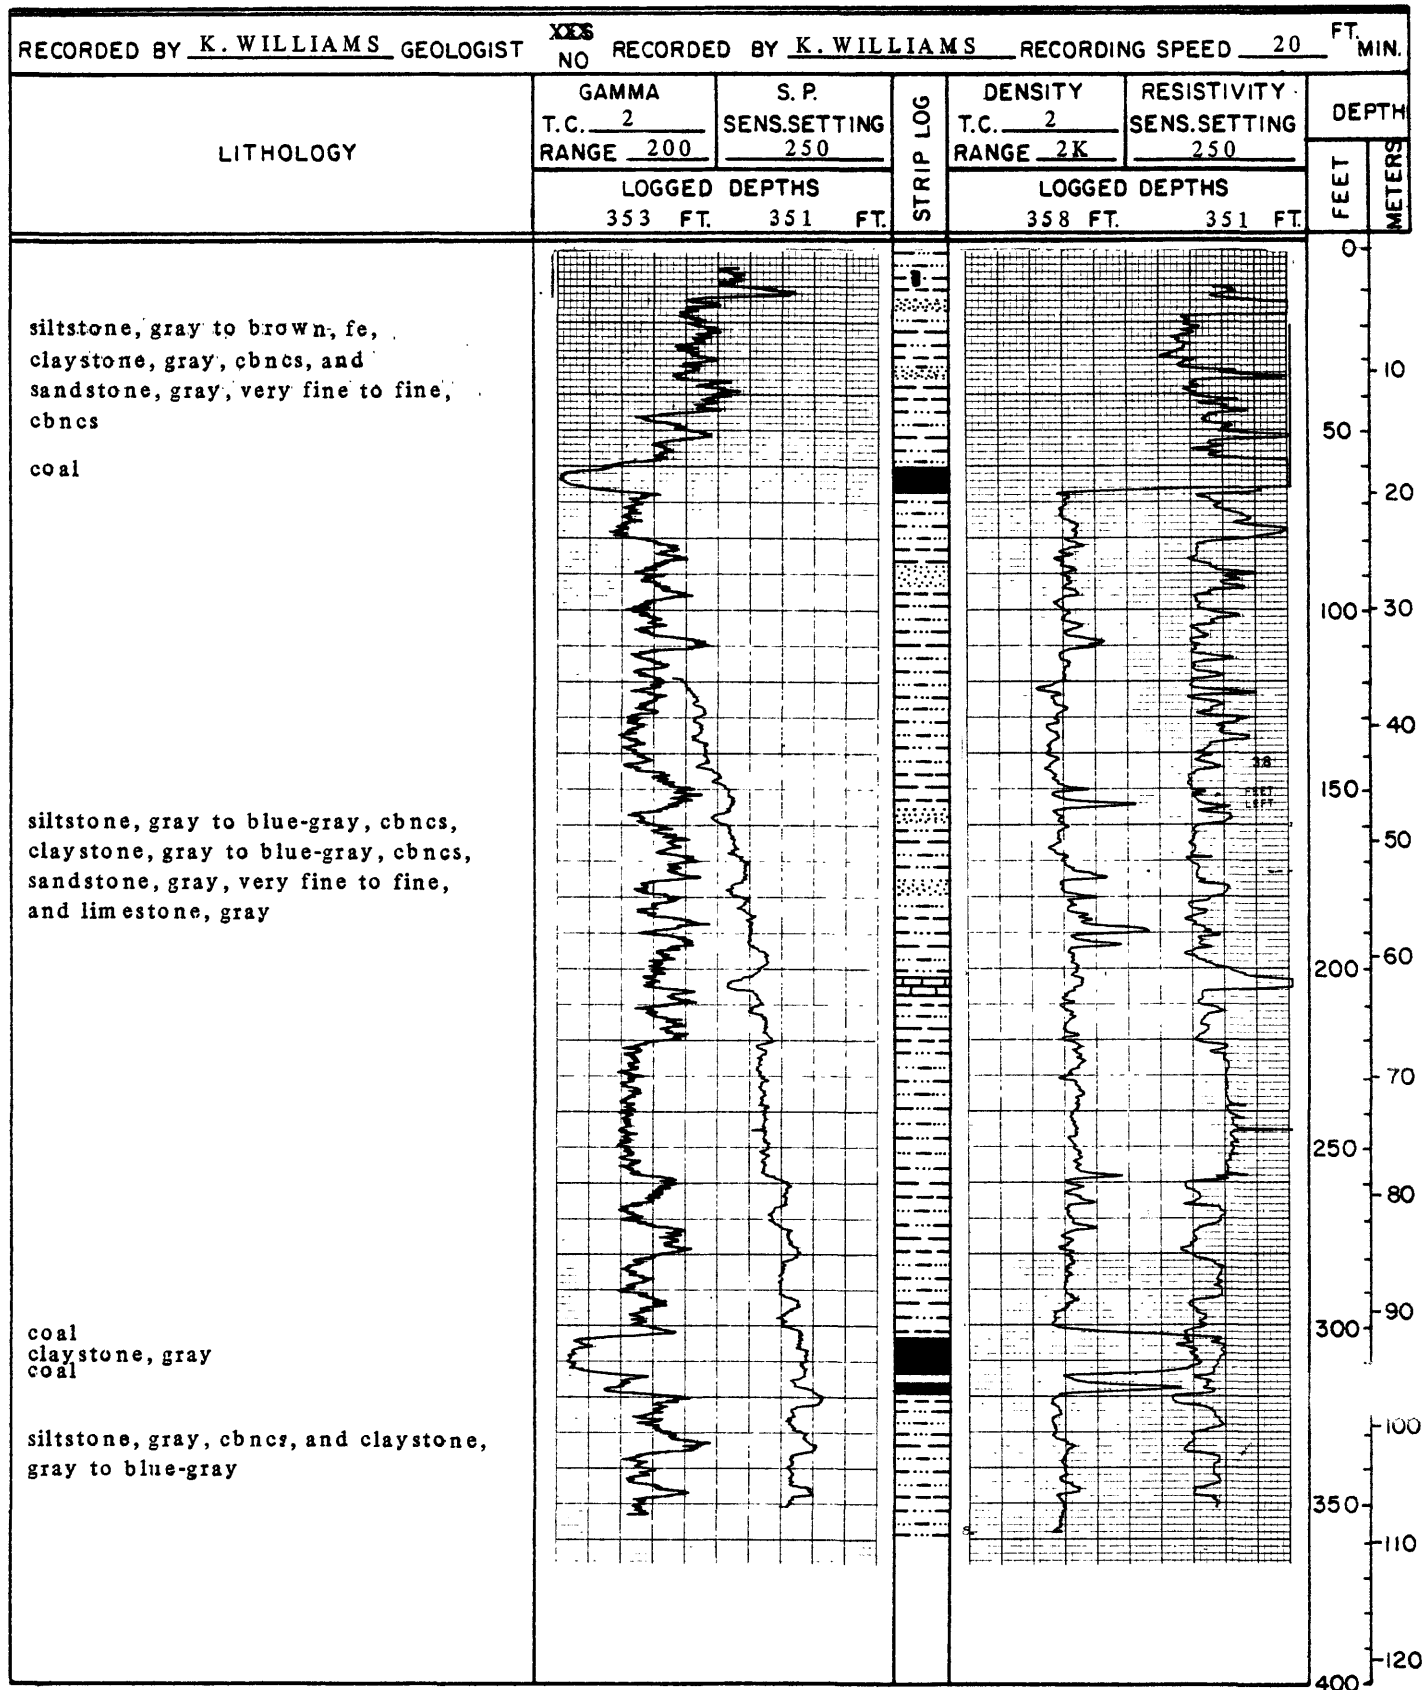 RECORDED BY K. WILLIAMS GEOLOGIST NO RECORDED BY K. WILLIAMS RECORDING SPEED 20 FT. MIN.
LITHOLOGY
GAMMA
T.C. 2
RANGE 200
S. P.
SENS. SETTING
250
LOGGED DEPTHS
353 FT. 351 FT.
STRIP LOG
DENSITY
T.C. 2
RANGE 2K
RESISTIVITY
SENS. SETTING
250
LOGGED DEPTHS
358 FT. 351 FT.
DEPTH
FEET
METERS
siltstone, gray to brown, fe,
claystone, gray, cbncs, and
sandstone, gray, very fine to fine,
cbncs
coal
siltstone, gray to blue-gray, cbncs,
claystone, gray to blue-gray, cbncs,
sandstone, gray, very fine to fine,
and limestone, gray
coal
claystone, gray
coal
siltstone, gray, cbncs, and claystone,
gray to blue-gray
38
FEET
LEFT
0
10
50
20
100 30
40
150
50
200 60
70
250
80
300 90
100
350
110
120
400